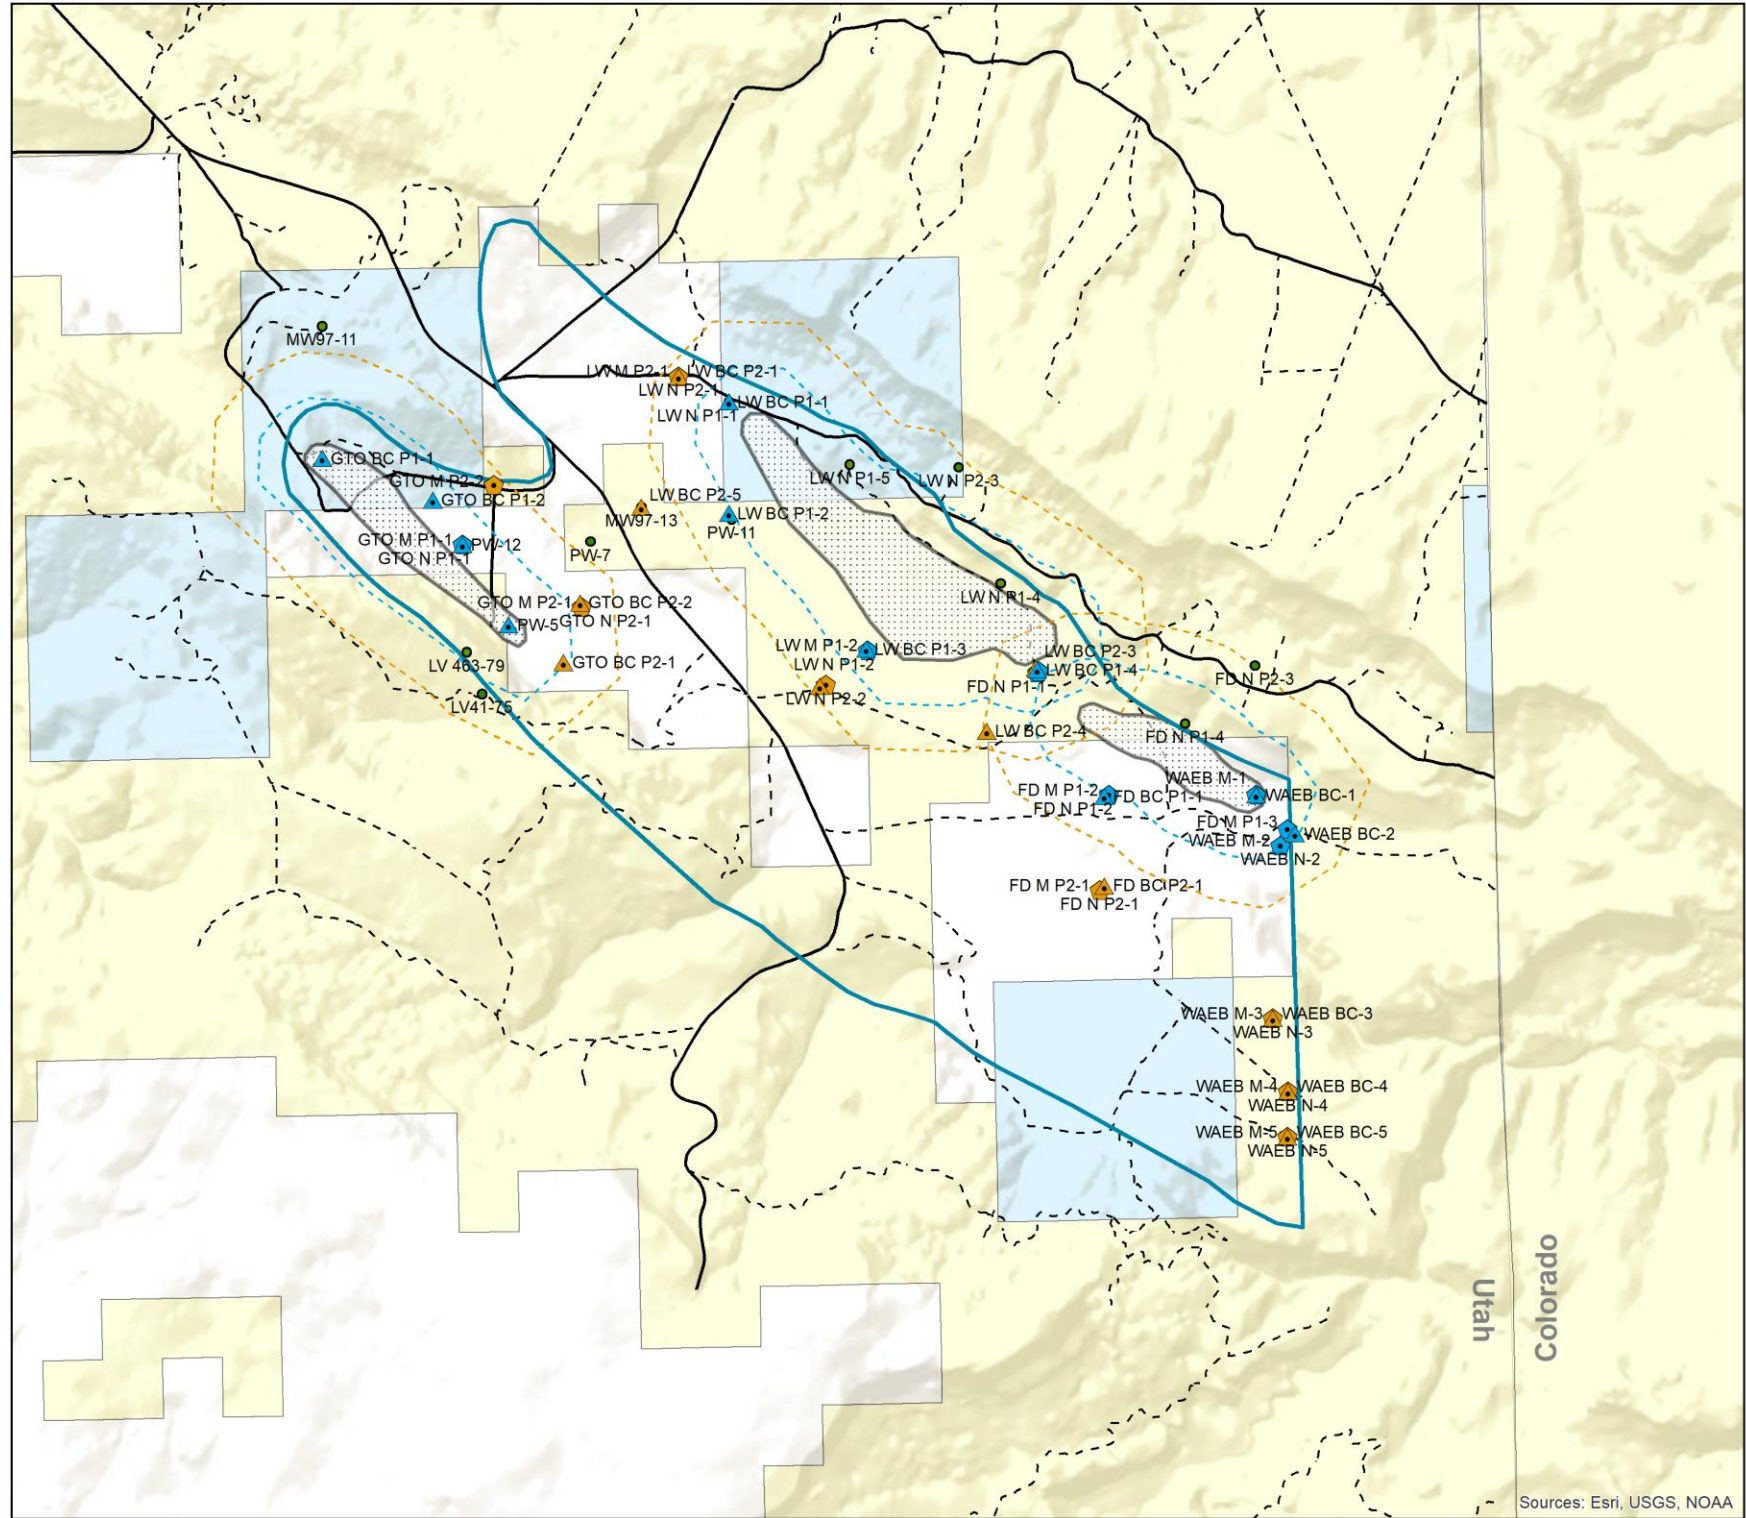 MW97-11
LW M P2-1
LW BC P2-1
LW N P2-1
LW BC P1-1
LW N P1-1
GTO BC P1-1
GTO M P2-2
GTO BC P1-2
LW N P1-5
LW N P2-3
LW BC P2-5
MW97-13
LW BC P1-2
PW-11
GTO M P1-1
PW-12
GTO N P1-1
PW-7
LW N P1-4
GTO M P2-1
GTO BC P2-2
GTO N P2-1
PW-5
LW M P1-2
LW BC P1-3
LW N P1-2
LW BC P2-3
LW BC P1-4
FD N P1-1
LV 463-79
GTO BC P2-1
FD N P2-3
LV41-75
LW N P2-2
LW BC P2-4
FD N P1-4
WAEB M-1
FD M P1-2
FD BC P1-1
WAEB BC-1
FD N P1-2
FD M P1-3
WAEB BC-2
WAEB M-2
WAEB N-2
FD M P2-1
FD BC P2-1
FD N P2-1
WAEB M-3
WAEB BC-3
WAEB N-3
WAEB M-4
WAEB BC-4
WAEB N-4
WAEB M-5
WAEB BC-5
WAEB N-5
Utah
Colorado
Sources: Esri, USGS, NOAA